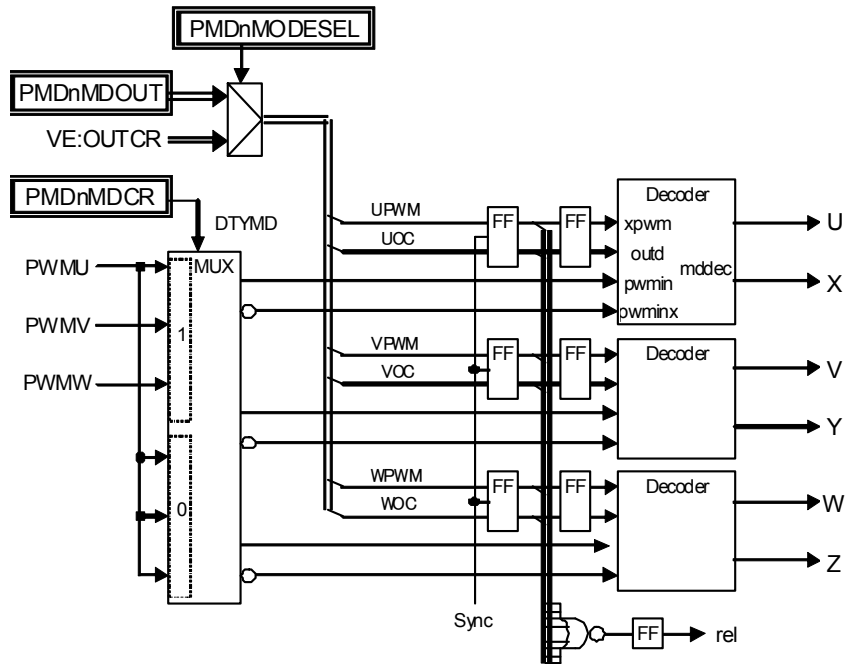 PMDnMODESEL
PMDnMDOUT
VE:OUTCR
PMDnMDCR
DTYMD
MUX
PWMU
PWMV
PWMW
1
0
UPWM
UOC
FF
FF
Decoder
xpwm
outd
mddec
pwmin
pwminx
U
X
VPWM
VOC
FF
FF
Decoder
V
Y
WPWM
WOC
FF
FF
Decoder
W
Z
Sync
FF
rel